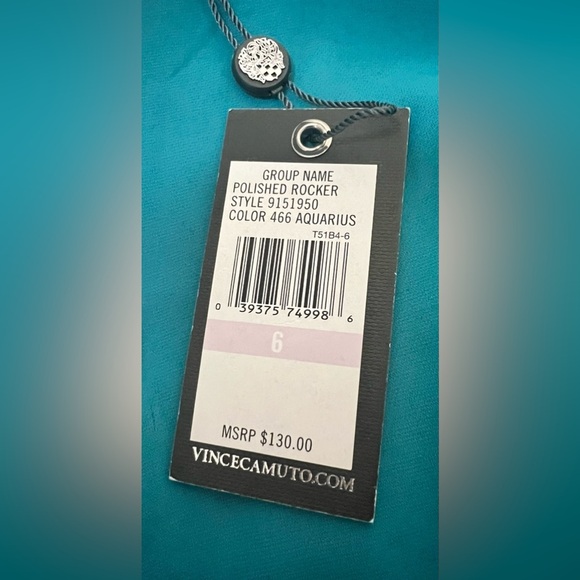 GROUP NAME
POLISHED ROCKER
STYLE 9151950
COLOR 466 AQUARIUS
T51B4-6
0 39375 74998 6
6
MSRP $130.00
VINCECAMUTO.COM